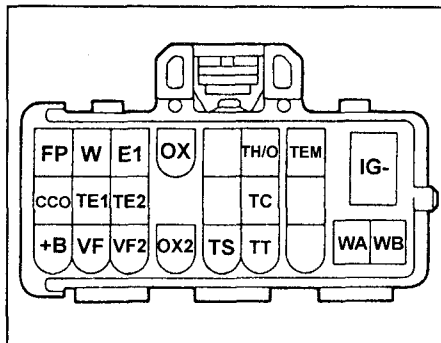 FP W E1 OX TH/O TEM IG-
CCO TE1 TE2 TC
+B VF VF2 OX2 TS TT WA WB